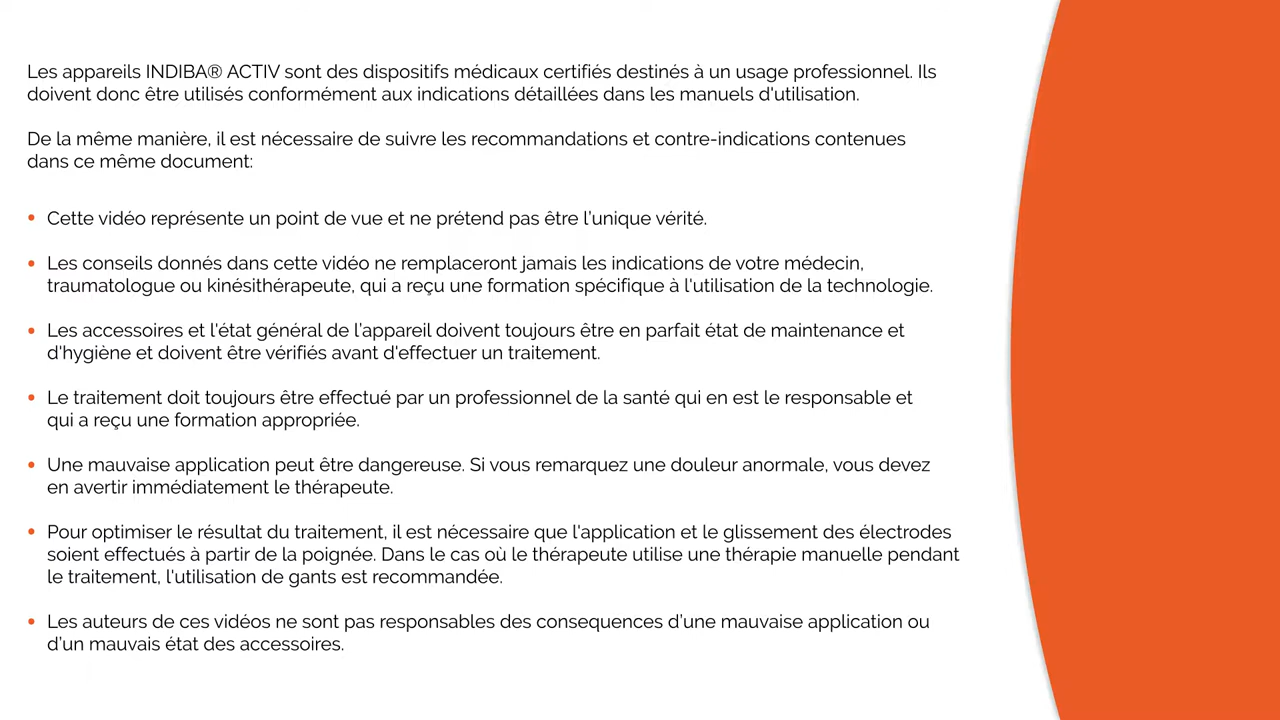 Les appareils INDIBA® ACTIV sont des dispositifs médicaux certifiés destinés à un usage professionnel. Ils
doivent donc être utilisés conformément aux indications détaillées dans les manuels d'utilisation.
De la même manière, il est nécessaire de suivre les recommandations et contre-indications contenues
dans ce même document:
• Cette vidéo représente un point de vue et ne prétend pas être l'unique vérité.
• Les conseils donnés dans cette vidéo ne remplaceront jamais les indications de votre médecin,
traumatologue ou kinésithérapeute, qui a reçu une formation spécifique à l'utilisation de la technologie.
• Les accessoires et l'état général de l'appareil doivent toujours être en parfait état de maintenance et
d'hygiène et doivent être vérifiés avant d'effectuer un traitement.
• Le traitement doit toujours être effectué par un professionnel de la santé qui en est le responsable et
qui a reçu une formation appropriée.
• Une mauvaise application peut être dangereuse. Si vous remarquez une douleur anormale, vous devez
en avertir immédiatement le thérapeute.
• Pour optimiser le résultat du traitement, il est nécessaire que l'application et le glissement des électrodes
soient effectués à partir de la poignée. Dans le cas où le thérapeute utilise une thérapie manuelle pendant
le traitement, l'utilisation de gants est recommandée.
• Les auteurs de ces vidéos ne sont pas responsables des consequences d'une mauvaise application ou
d'un mauvais état des accessoires.